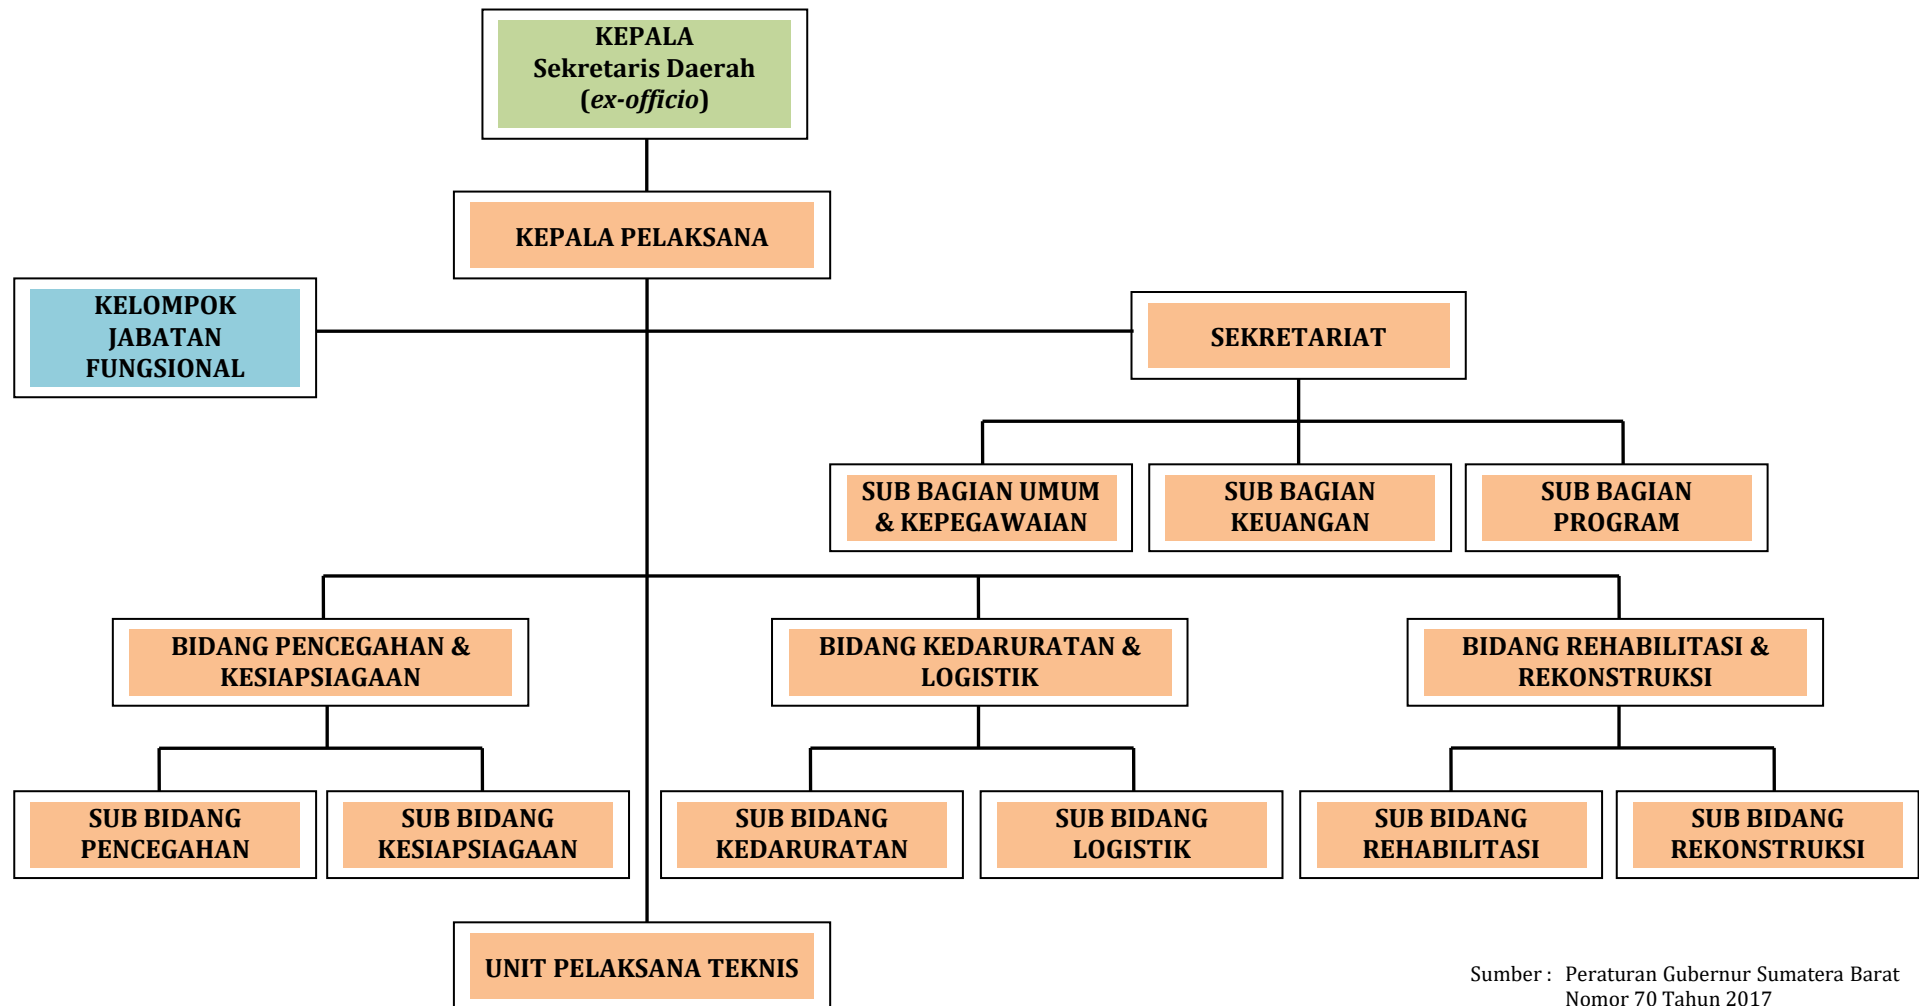 KEPALA
Sekretaris Daerah
(ex-officio)
KEPALA PELAKSANA
KELOMPOK
JABATAN
FUNGSIONAL
SEKRETARIAT
SUB BAGIAN UMUM
& KEPEGAWAIAN
SUB BAGIAN
KEUANGAN
SUB BAGIAN
PROGRAM
BIDANG PENCEGAHAN &
KESIAPSIAGAAN
BIDANG KEDARURATAN &
LOGISTIK
BIDANG REHABILITASI &
REKONSTRUKSI
SUB BIDANG
PENCEGAHAN
SUB BIDANG
KESIAPSIAGAAN
SUB BIDANG
KEDARURATAN
SUB BIDANG
LOGISTIK
SUB BIDANG
REHABILITASI
SUB BIDANG
REKONSTRUKSI
UNIT PELAKSANA TEKNIS
Sumber : Peraturan Gubernur Sumatera Barat
Nomor 70 Tahun 2017